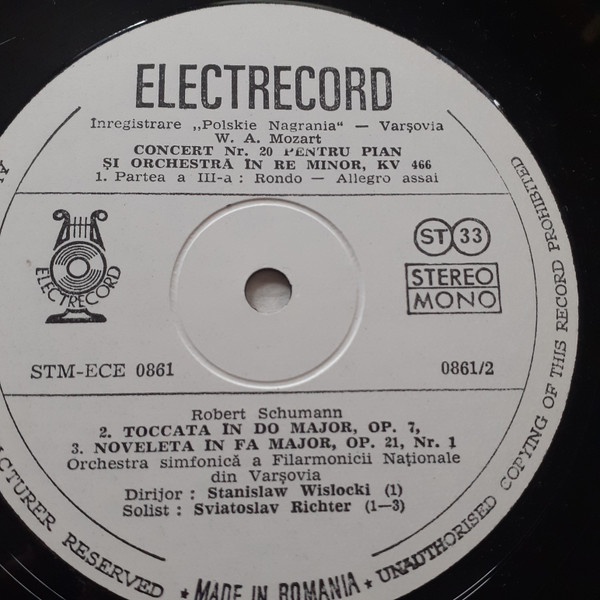 ELECTRECORD
Inregistrare „Polskie Nagrania“ — Varşovia
W. A. Mozart
CONCERT Nr. 20 PENTRU PIAN
ŞI ORCHESTRĂ ÎN RE MINOR, KV 466
1. Partea a III-a : Rondo — Allegro assai
ELECTRECORD
ST 33
STEREO
MONO
STM-ECE 0861
0861/2
Robert Schumann
2. TOCCATA IN DO MAJOR, OP. 7,
3. NOVELETA IN FA MAJOR, OP. 21, Nr. 1
Orchestra simfonică a Filarmonicii Naţionale
din Varşovia
Dirijor : Stanislaw Wislocki (1)
Solist : Sviatoslav Richter (1—3)
RESERVED ★ MADE IN ROMANIA ★ UNAUTHORISED COPYING OF THIS RECORD PROHIBITED